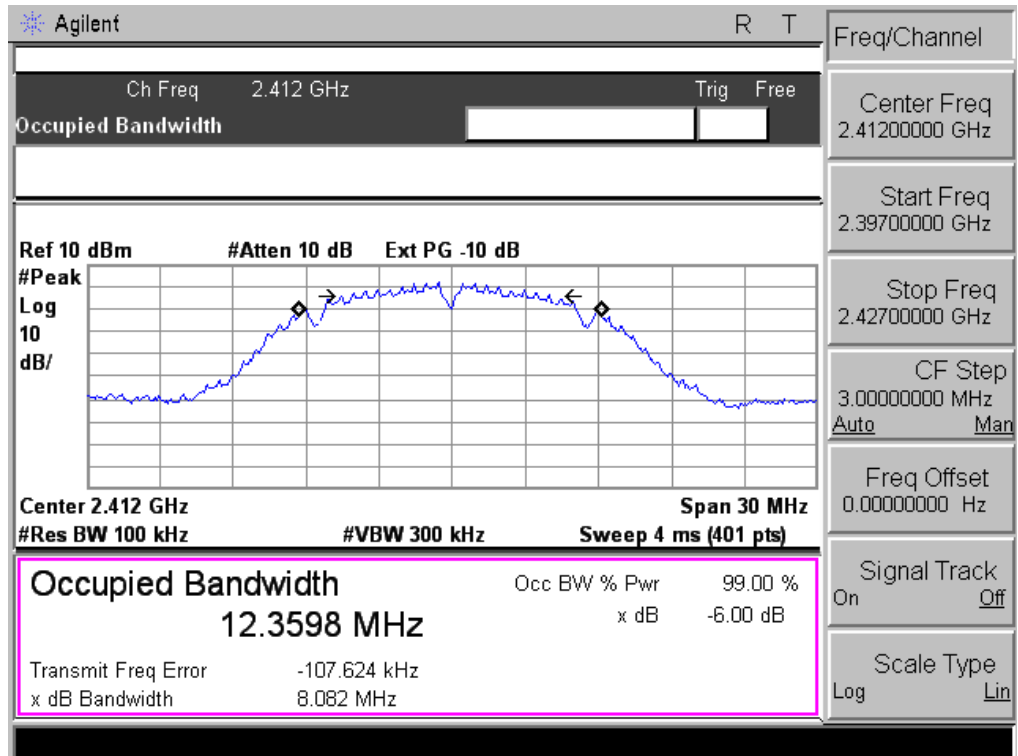 Agilent R T
Ch Freq 2.412 GHz Trig Free
Occupied Bandwidth
Ref 10 dBm #Atten 10 dB Ext PG -10 dB
#Peak
Log
10
dB/
Center 2.412 GHz Span 30 MHz
#Res BW 100 kHz #VBW 300 kHz Sweep 4 ms (401 pts)
Occupied Bandwidth
12.3598 MHz
Occ BW % Pwr 99.00 %
x dB -6.00 dB
Transmit Freq Error -107.624 kHz
x dB Bandwidth 8.082 MHz
Freq/Channel
Center Freq
2.41200000 GHz
Start Freq
2.39700000 GHz
Stop Freq
2.42700000 GHz
CF Step
3.00000000 MHz
Auto Man
Freq Offset
0.00000000 Hz
Signal Track
On Off
Scale Type
Log Lin